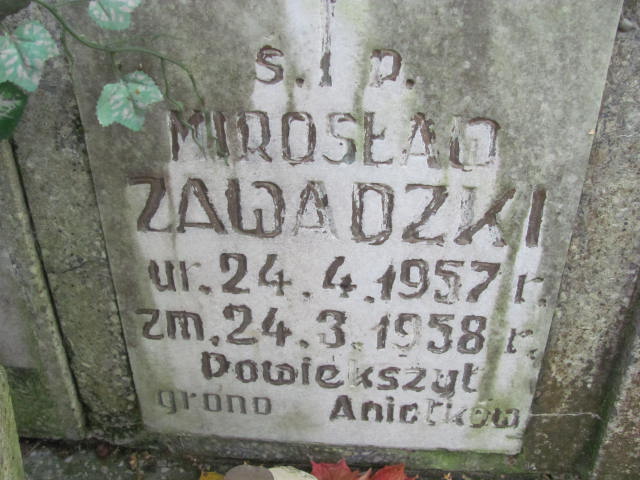 ś. † p.
MIROSŁAW
ZAWADZKI
ur. 24. 4. 1957 r.
zm. 24. 3. 1958 r.
Powiększył
grono Aniołków